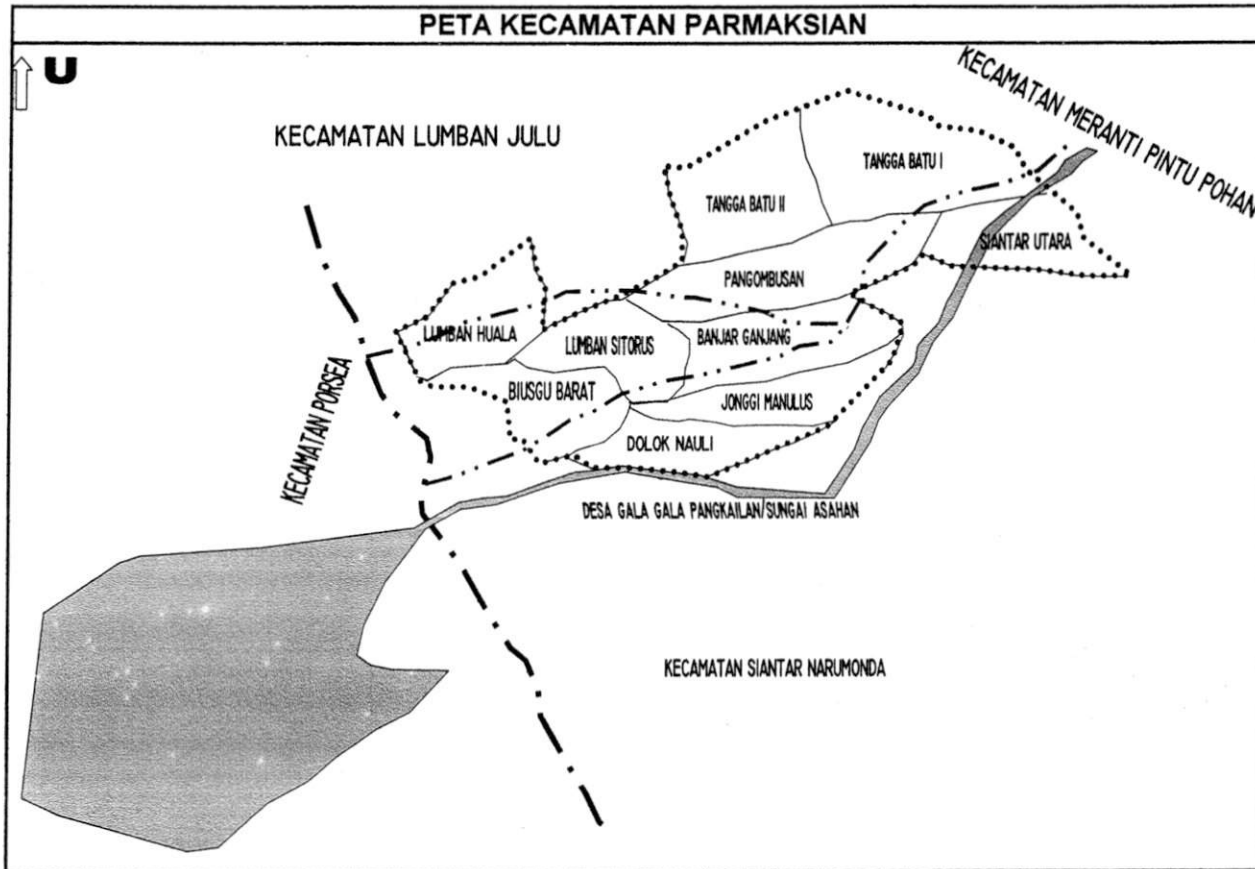 PETA KECAMATAN PARMAKSIAN
U
KECAMATAN LUMBAN JULU
KECAMATAN MERANTI PINTU POHAN
TANGGA BATU I
TANGGA BATU II
SIANTAR UTARA
PANGOMBUSAN
LUMBAN HUALA
LUMBAN SITORUS
BANJAR GANJANG
KECAMATAN PORSEA
BIUSGU BARAT
JONGGI MANULUS
DOLOK NAULI
DESA GALA GALA PANGKAILAN/SUNGAI ASAHAN
KECAMATAN SIANTAR NARUMONDA